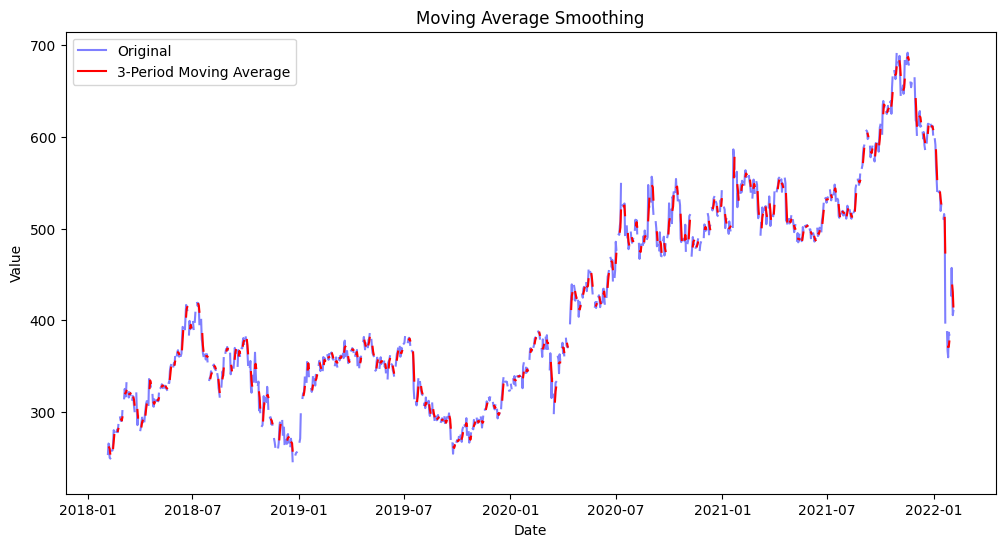 Moving Average Smoothing
Original
3-Period Moving Average
Value
700
600
500
400
300
2018-01 2018-07 2019-01 2019-07 2020-01 2020-07 2021-01 2021-07 2022-01
Date